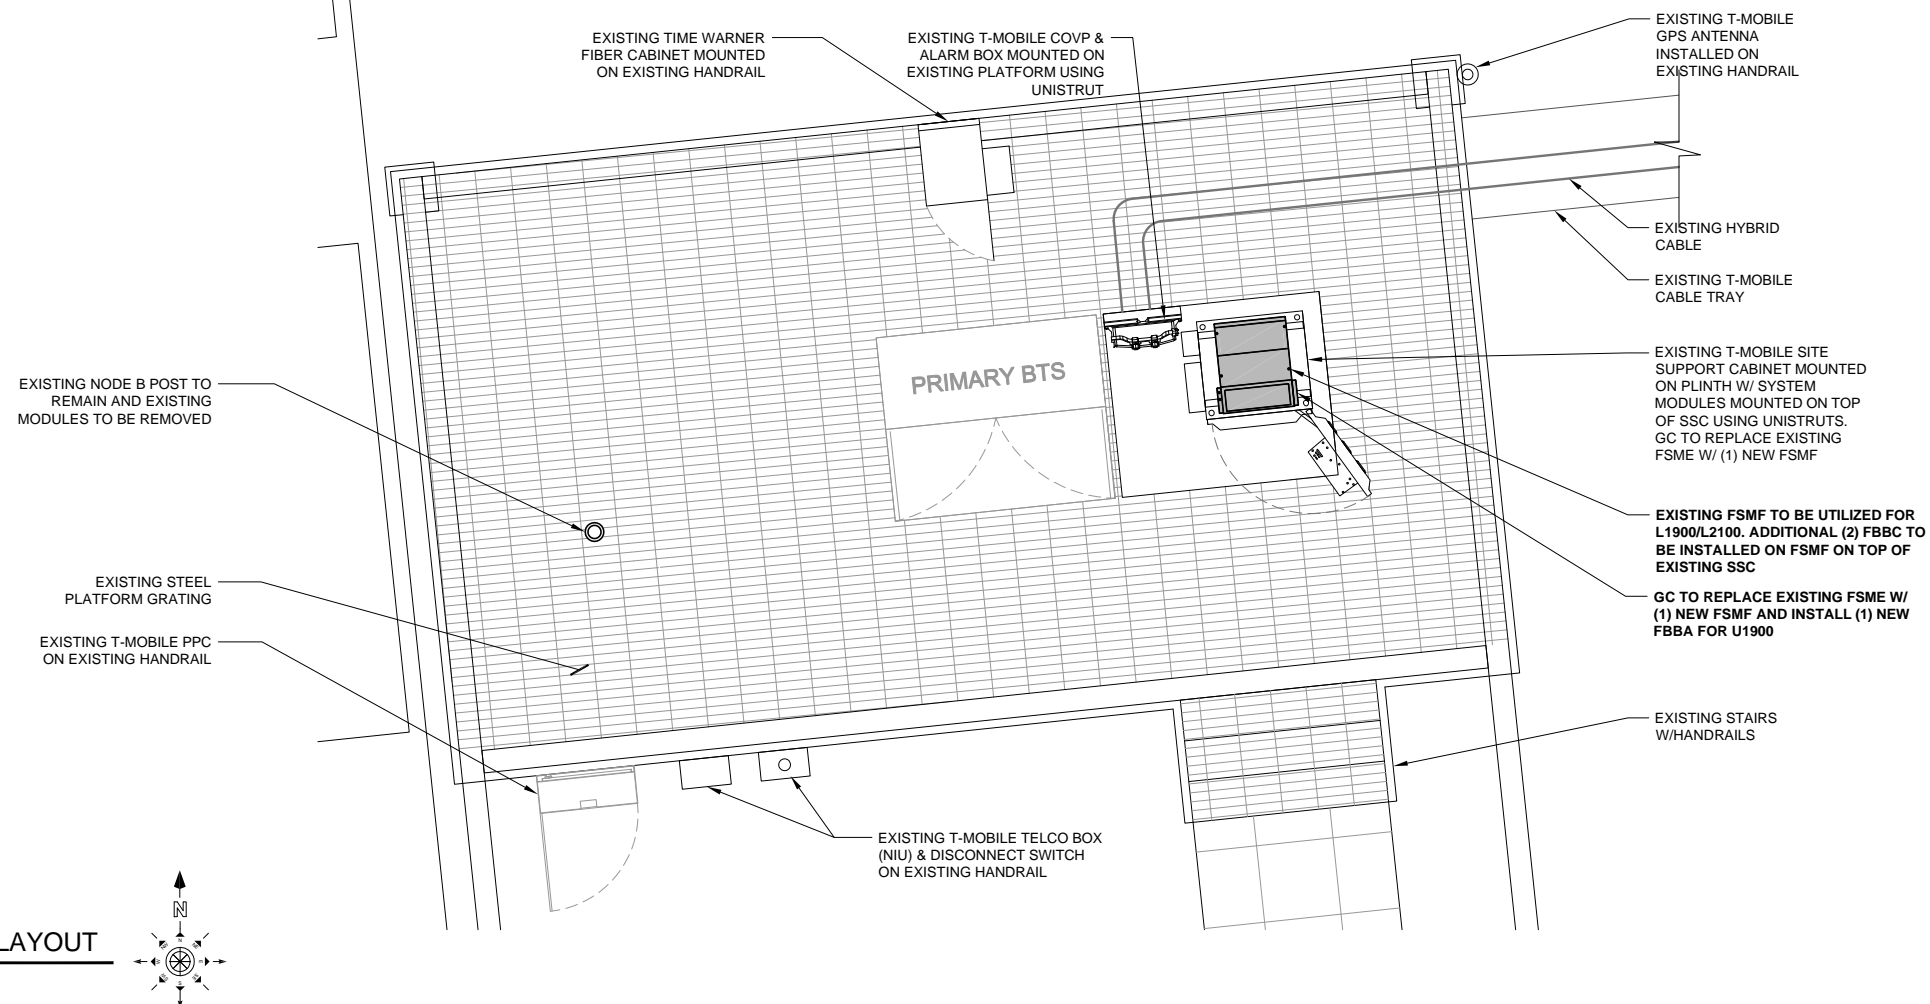 EXISTING TIME WARNER
FIBER CABINET MOUNTED
ON EXISTING HANDRAIL
EXISTING T-MOBILE COVP &
ALARM BOX MOUNTED ON
EXISTING PLATFORM USING
UNISTRUT
EXISTING T-MOBILE
GPS ANTENNA
INSTALLED ON
EXISTING HANDRAIL
EXISTING HYBRID
CABLE
EXISTING T-MOBILE
CABLE TRAY
EXISTING T-MOBILE SITE
SUPPORT CABINET MOUNTED
ON PLINTH W/ SYSTEM
MODULES MOUNTED ON TOP
OF SSC USING UNISTRUTS.
GC TO REPLACE EXISTING
FSME W/ (1) NEW FSMF
PRIMARY BTS
EXISTING NODE B POST TO
REMAIN AND EXISTING
MODULES TO BE REMOVED
EXISTING FSMF TO BE UTILIZED FOR
L1900/L2100. ADDITIONAL (2) FBBC TO
BE INSTALLED ON FSMF ON TOP OF
EXISTING SSC
EXISTING STEEL
PLATFORM GRATING
GC TO REPLACE EXISTING FSME W/
(1) NEW FSMF AND INSTALL (1) NEW
FBBA FOR U1900
EXISTING T-MOBILE PPC
ON EXISTING HANDRAIL
EXISTING STAIRS
W/HANDRAILS
EXISTING T-MOBILE TELCO BOX
(NIU) & DISCONNECT SWITCH
ON EXISTING HANDRAIL
N
LAYOUT
N
W
E
S